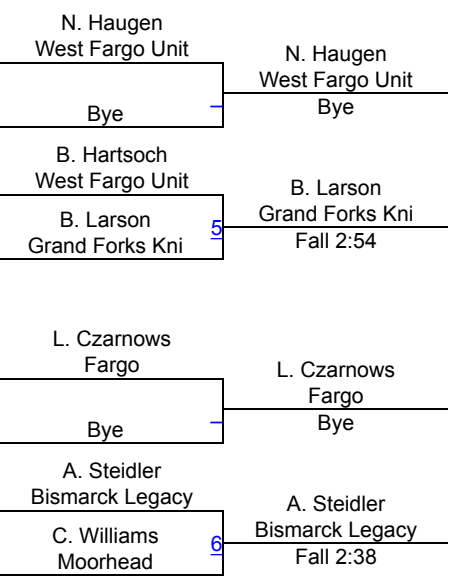 N. Haugen
West Fargo Unit
Bye
N. Haugen
West Fargo Unit
Bye
B. Hartsoch
West Fargo Unit
B. Larson
Grand Forks Kni
5
B. Larson
Grand Forks Kni
Fall 2:54
L. Czarnows
Fargo
Bye
L. Czarnows
Fargo
Bye
A. Steidler
Bismarck Legacy
C. Williams
Moorhead
6
A. Steidler
Bismarck Legacy
Fall 2:38